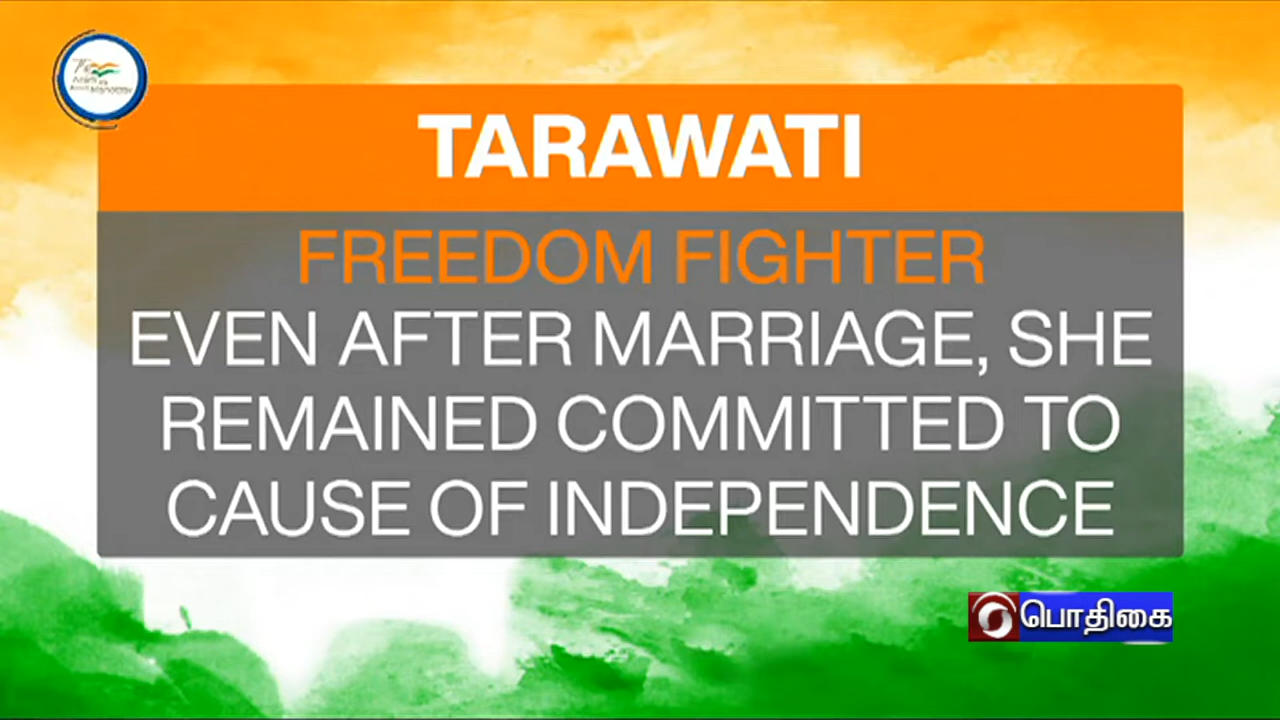 TARAWATI
FREEDOM FIGHTER
EVEN AFTER MARRIAGE, SHE
REMAINED COMMITTED TO
CAUSE OF INDEPENDENCE
பொதிகை